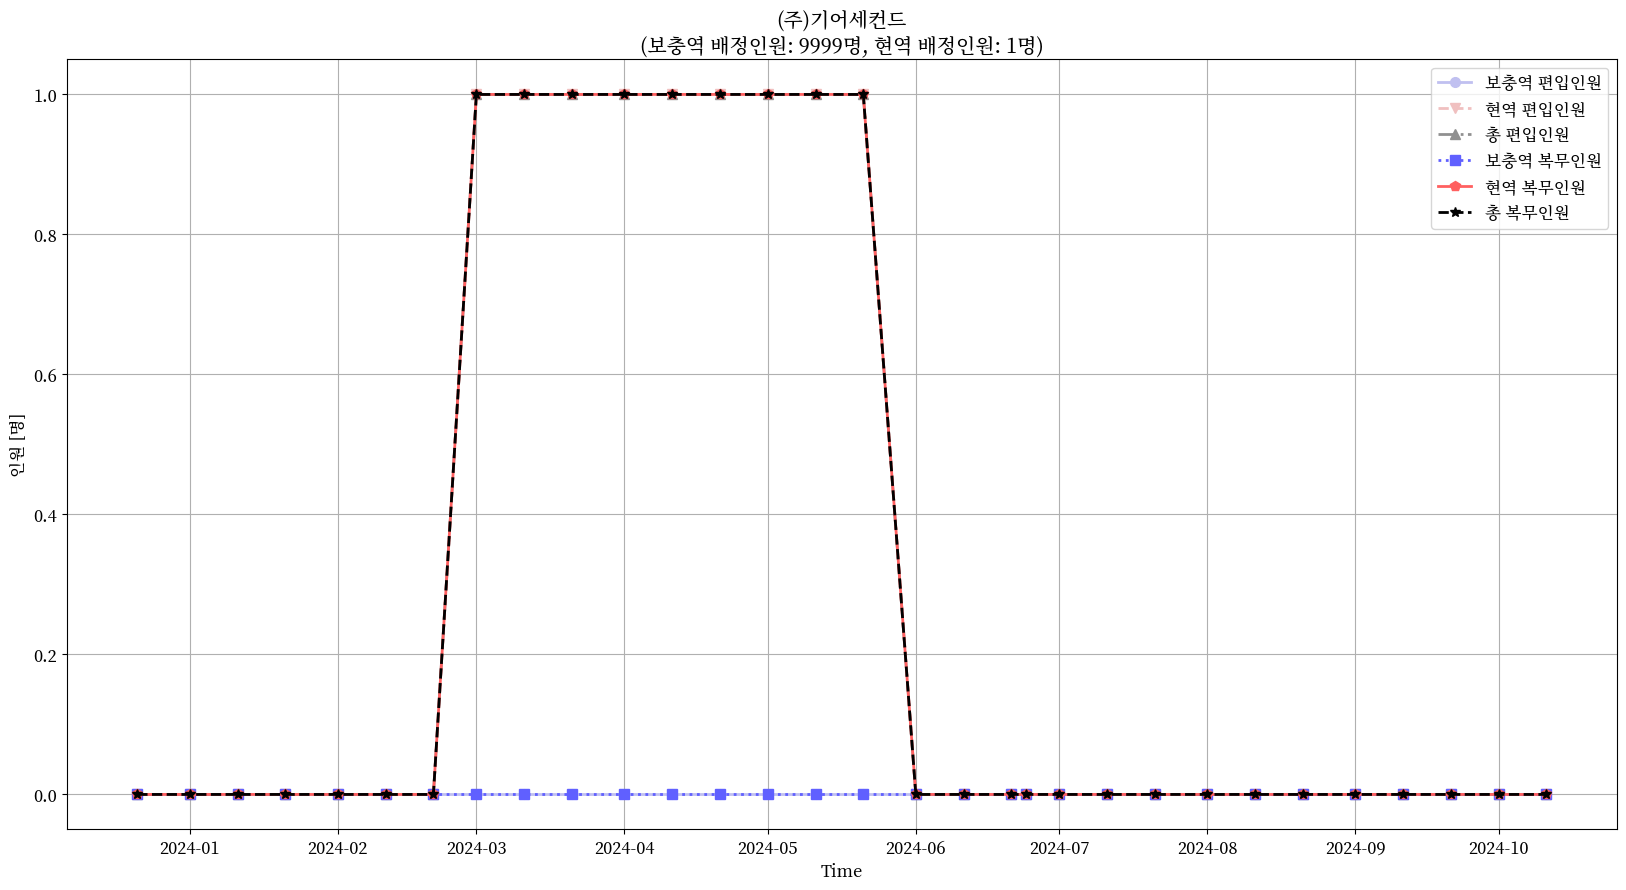 (주)기어세컨드
(보충역 배정인원: 9999명, 현역 배정인원: 1명)
보충역 편입인원
현역 편입인원
총 편입인원
보충역 복무인원
현역 복무인원
총 복무인원
인원 [명]
1.0
0.8
0.6
0.4
0.2
0.0
2024-01 2024-02 2024-03 2024-04 2024-05 2024-06 2024-07 2024-08 2024-09 2024-10
Time